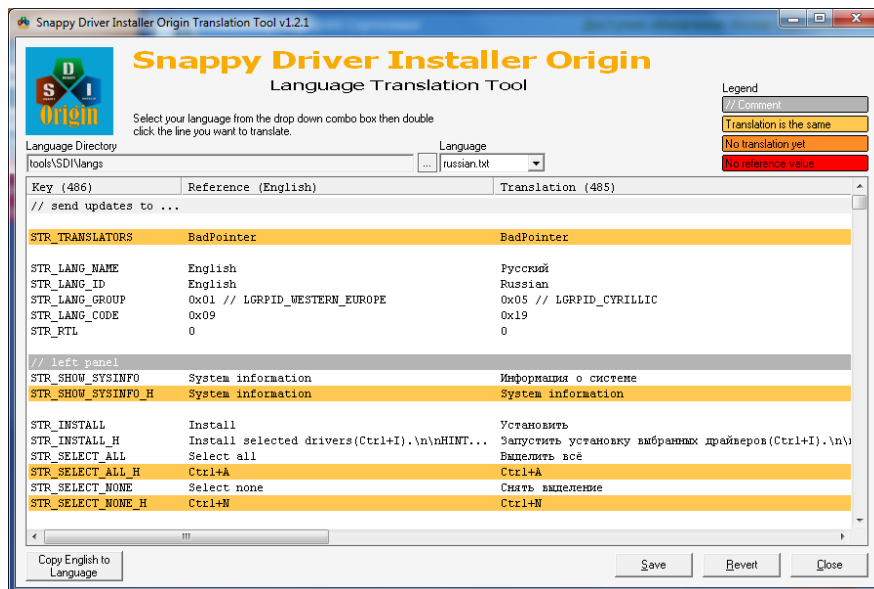 Snappy Driver Installer Origin Translation Tool v1.2.1
D
S I
Origin
Snappy Driver Installer Origin
Language Translation Tool
Select your language from the drop down combo box then double
click the line you want to translate.
Legend
// Comment
Translation is the same
No translation yet
No reference value
Language Directory
Language
tools\SDI\langs ... russian.txt
Key (486) Reference (English) Translation (485)
// send updates to ...
STR_TRANSLATORS BadPointer BadPointer
STR_LANG_NAME English Русский
STR_LANG_ID English Russian
STR_LANG_GROUP 0x01 // LGRPID_WESTERN_EUROPE 0x05 // LGRPID_CYRILLIC
STR_LANG_CODE 0x09 0x19
STR_RTL 0 0
// left panel
STR_SHOW_SYSINFO System information Информация о системе
STR_SHOW_SYSINFO_H System information System information
STR_INSTALL Install Установить
STR_INSTALL_H Install selected drivers(Ctrl+I).\n\nHINT... Запустить установку выбранных драйверов(Ctrl+I).\n\
STR_SELECT_ALL Select all Выделить всё
STR_SELECT_ALL_H Ctrl+A Ctrl+A
STR_SELECT_NONE Select none Снять выделение
STR_SELECT_NONE_H Ctrl+N Ctrl+N
Copy English to
Language
Save Revert Close